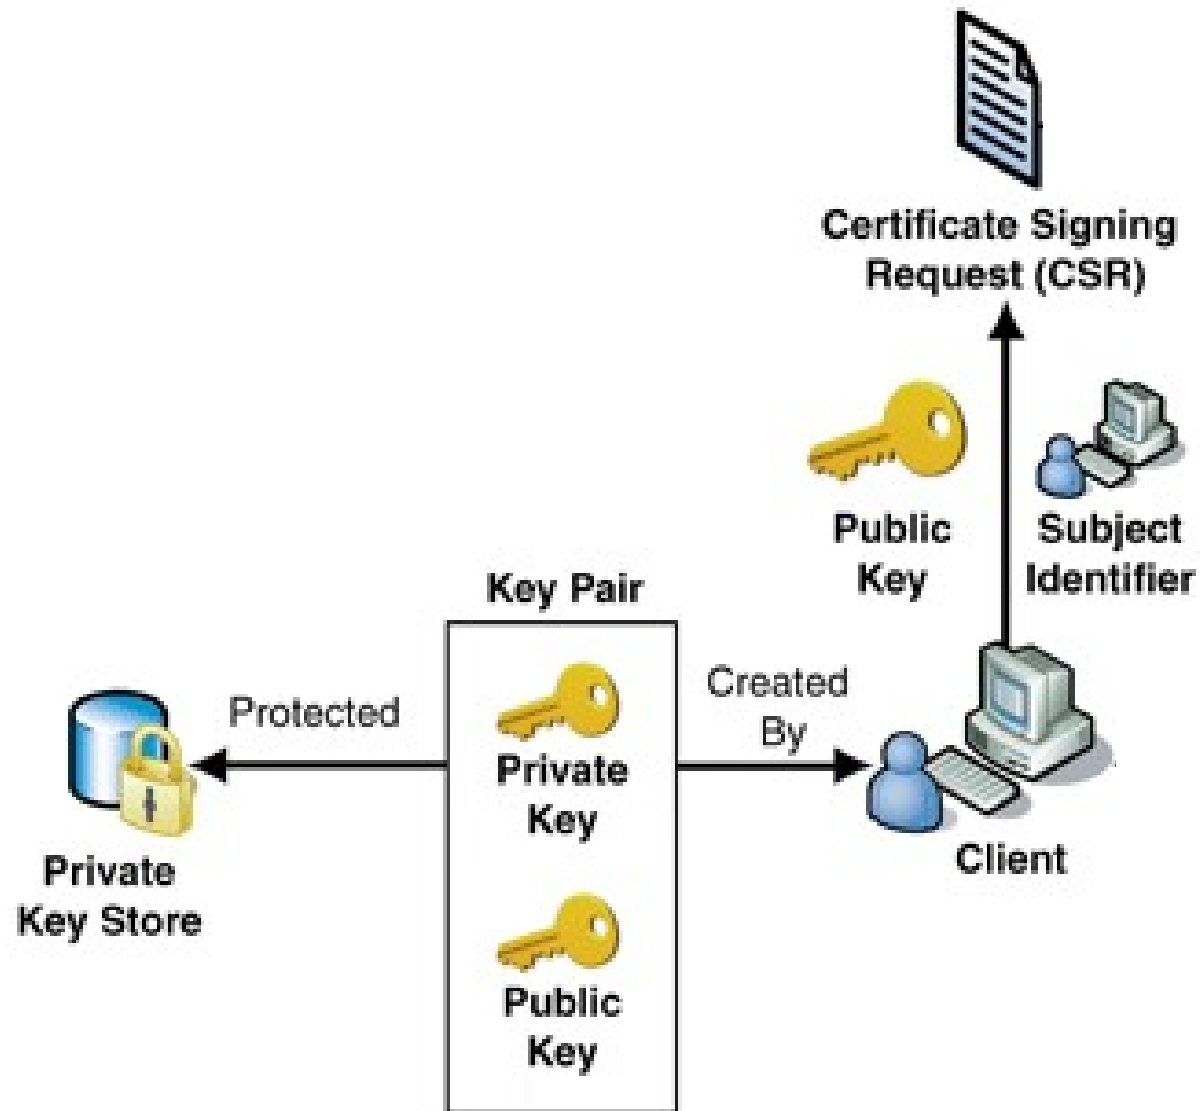 Certificate Signing
Request (CSR)
Public
Key
Subject
Identifier
Key Pair
Protected
Created
By
Private
Key
Client
Private
Key Store
Public
Key